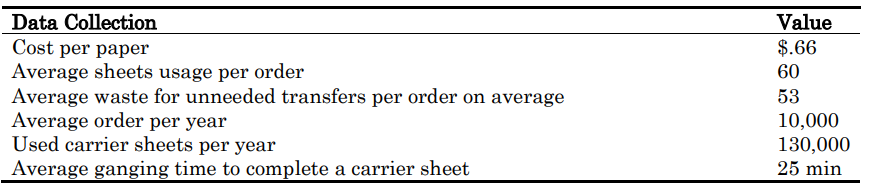 Data Collection Value
Cost per paper $.66
Average sheets usage per order 60
Average waste for unneeded transfers per order on average 53
Average order per year 10,000
Used carrier sheets per year 130,000
Average ganging time to complete a carrier sheet 25 min